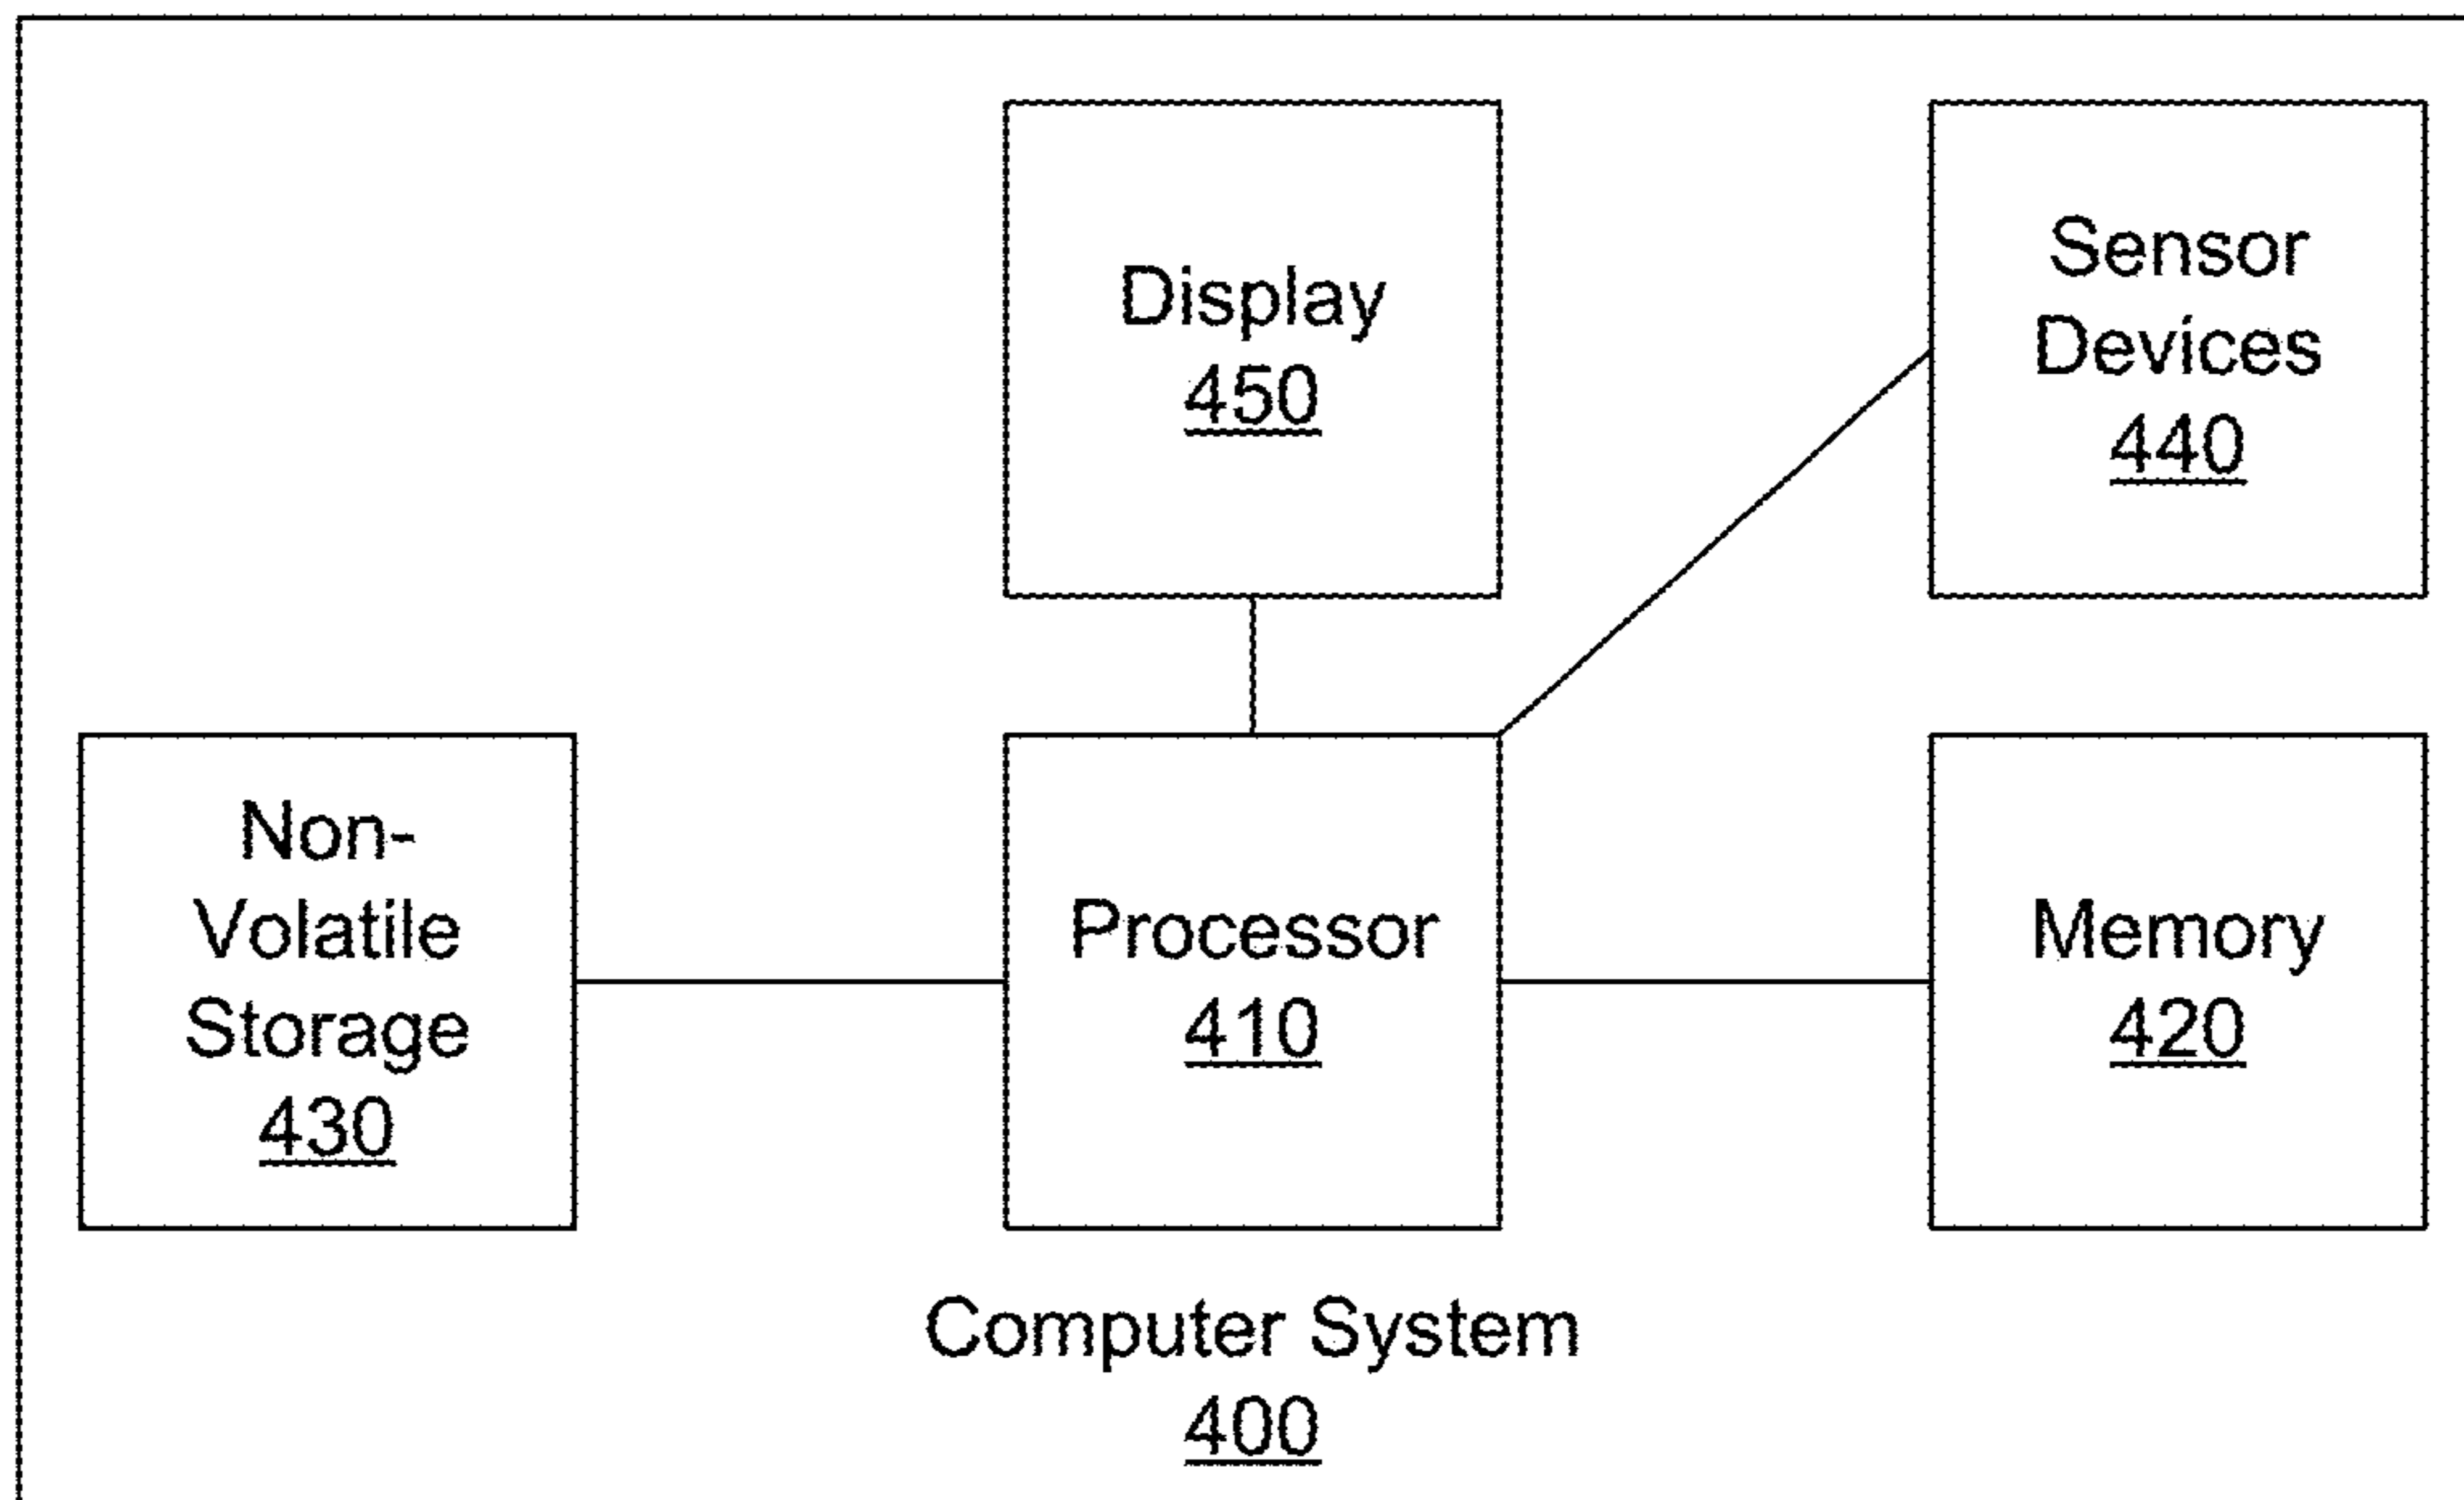 Display
450
Sensor
Devices
440
Non-
Volatile
Storage
430
Processor
410
Memory
420
Computer System
400